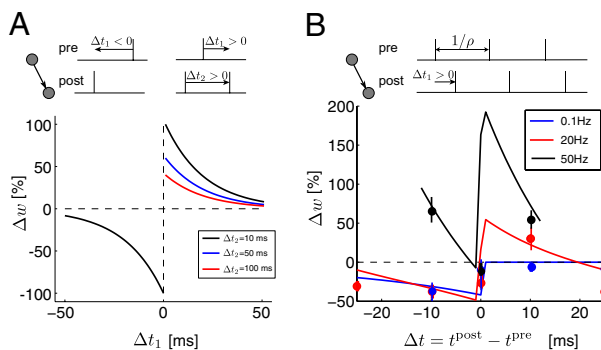 A
pre
Δt₁ < 0
Δt₁ > 0
post
Δt₂ > 0
Δw [%]
100
50
0
-50
-100
Δt₂=10 ms
Δt₂=50 ms
Δt₂=100 ms
-50
0
50
Δt₁ [ms]
B
pre
1/ρ
post
Δt₁ > 0
Δw [%]
200
150
100
50
0
-50
0.1Hz
20Hz
50Hz
−20
−10
0
10
20
Δt = t^post − t^pre [ms]